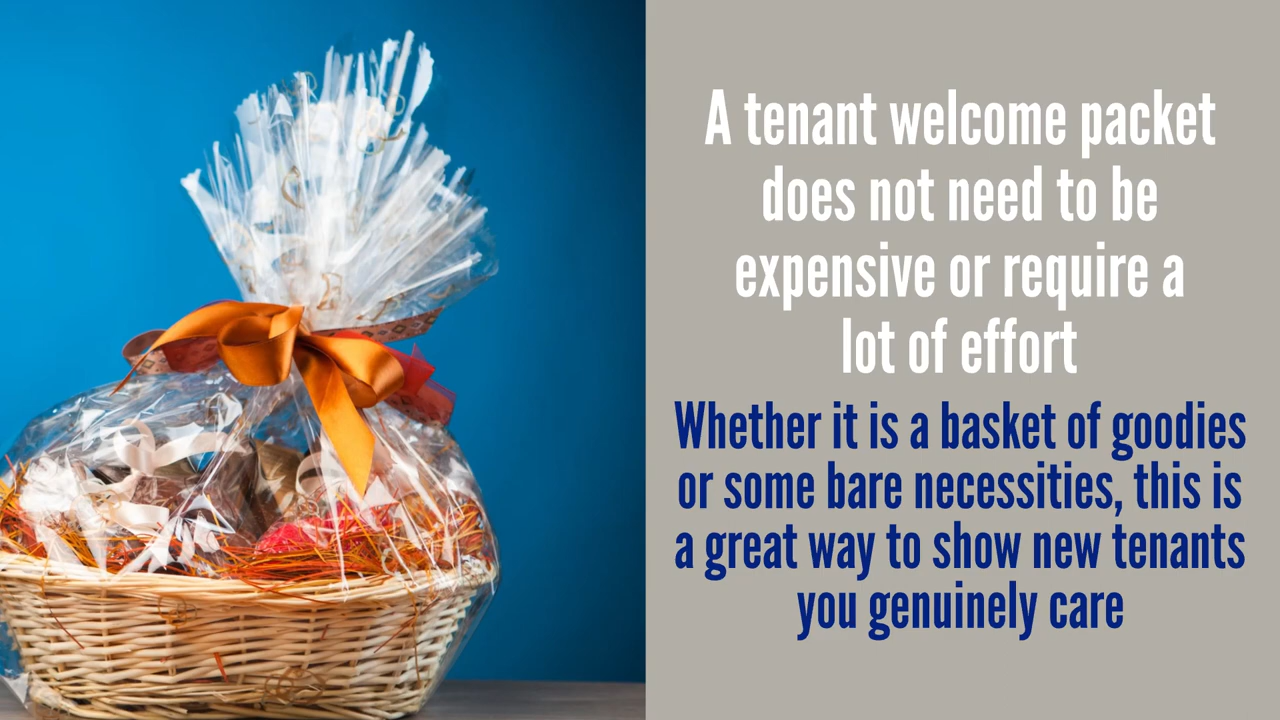 A tenant welcome packet
does not need to be
expensive or require a
lot of effort
Whether it is a basket of goodies
or some bare necessities, this is
a great way to show new tenants
you genuinely care